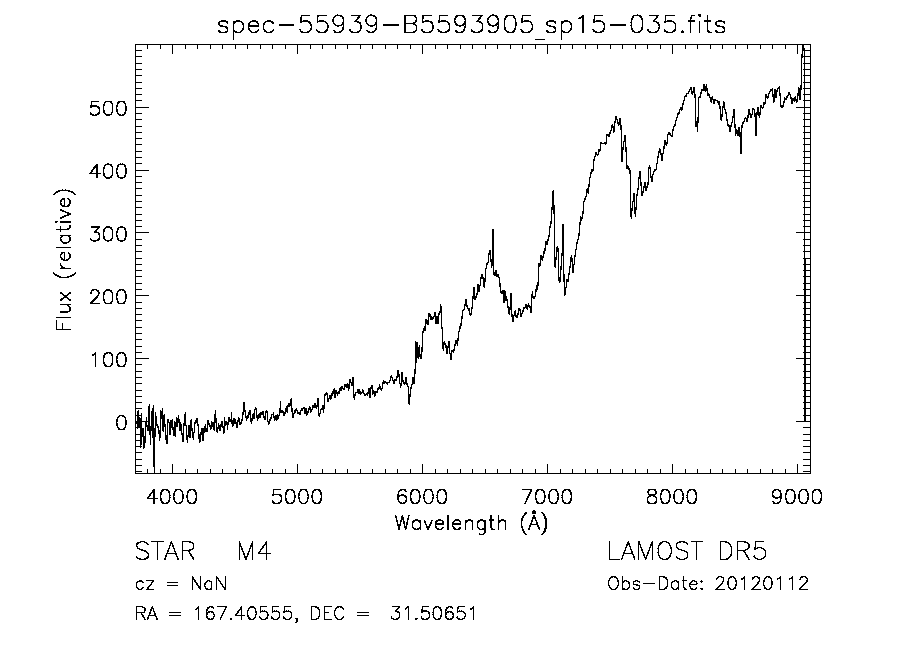 spec-55939-B5593905_sp15-035.fits
500
400
300
200
100
0
Flux (relative)
4000 5000 6000 7000 8000 9000
Wavelength (Å)
STAR M4 LAMOST DR5
cz = NaN Obs-Date: 20120112
RA = 167.40555, DEC = 31.50651